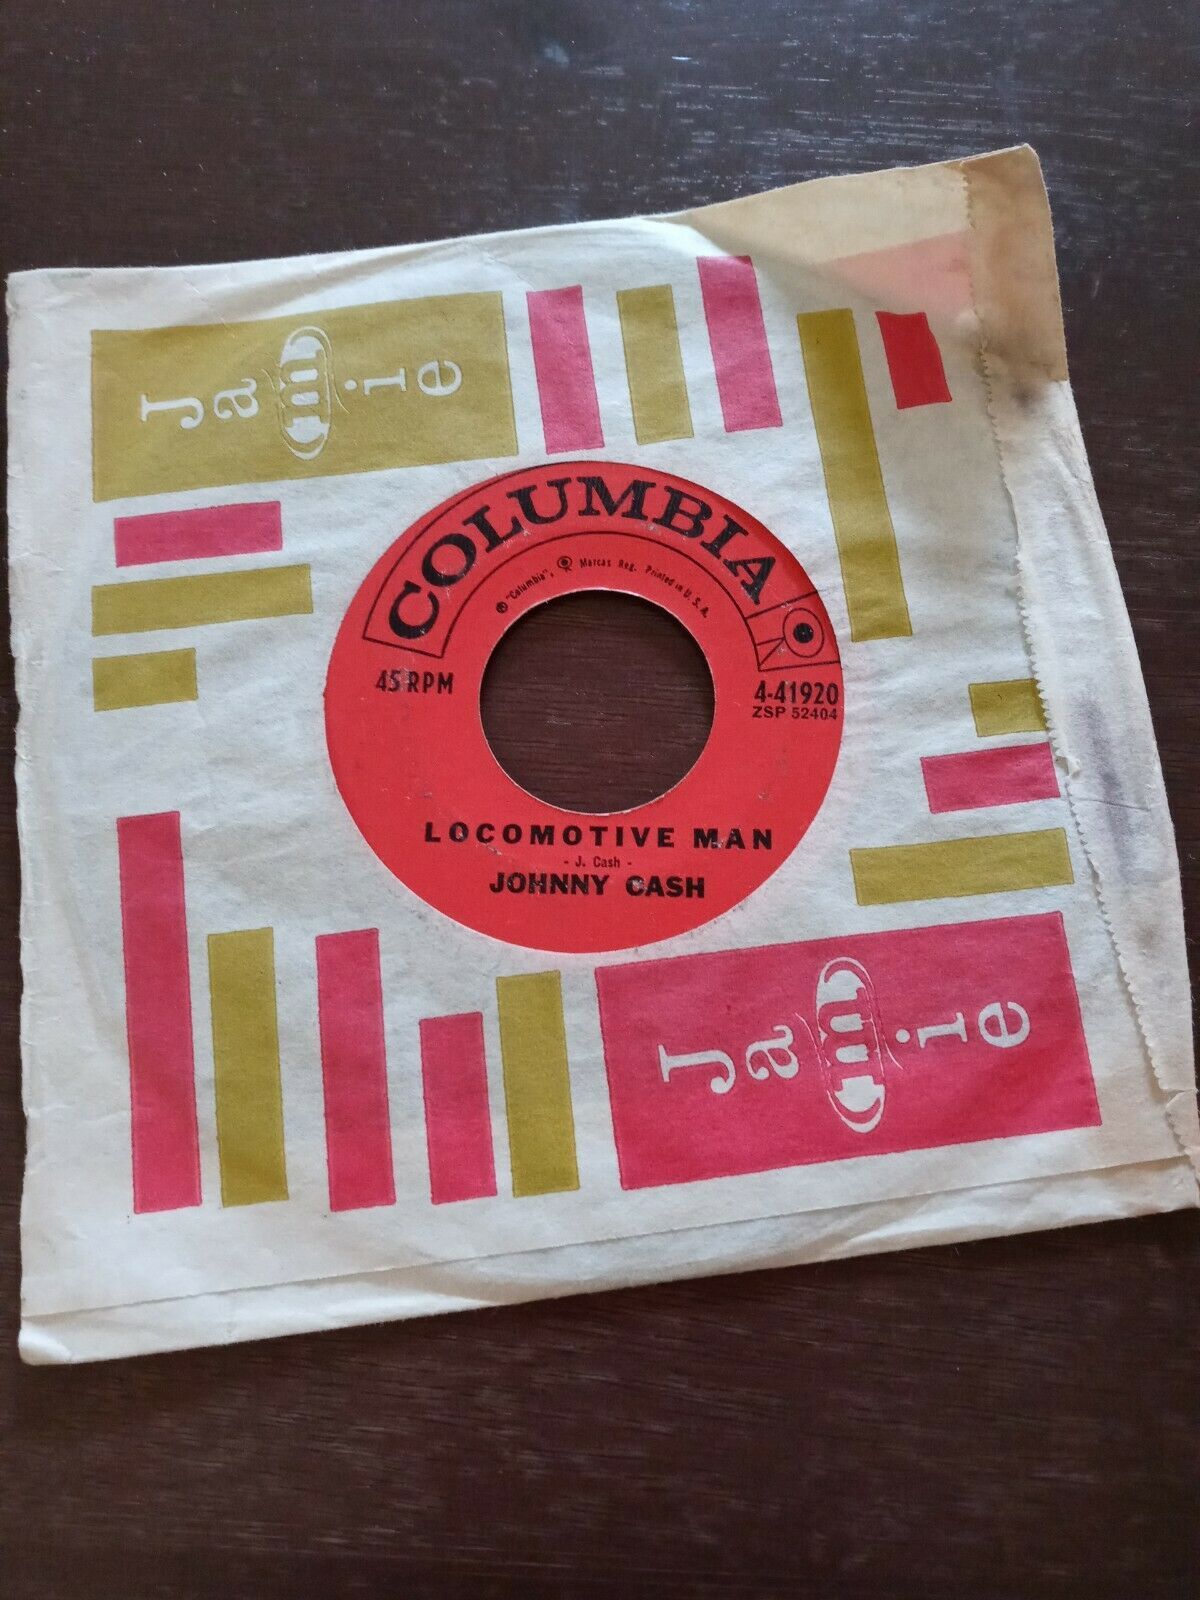 Jamie
COLUMBIA
® "Columbia", Marcas Reg. Printed in U.S.A.
45 RPM
4-41920
ZSP 52404
LOCOMOTIVE MAN
- J. Cash -
JOHNNY CASH
Jamie